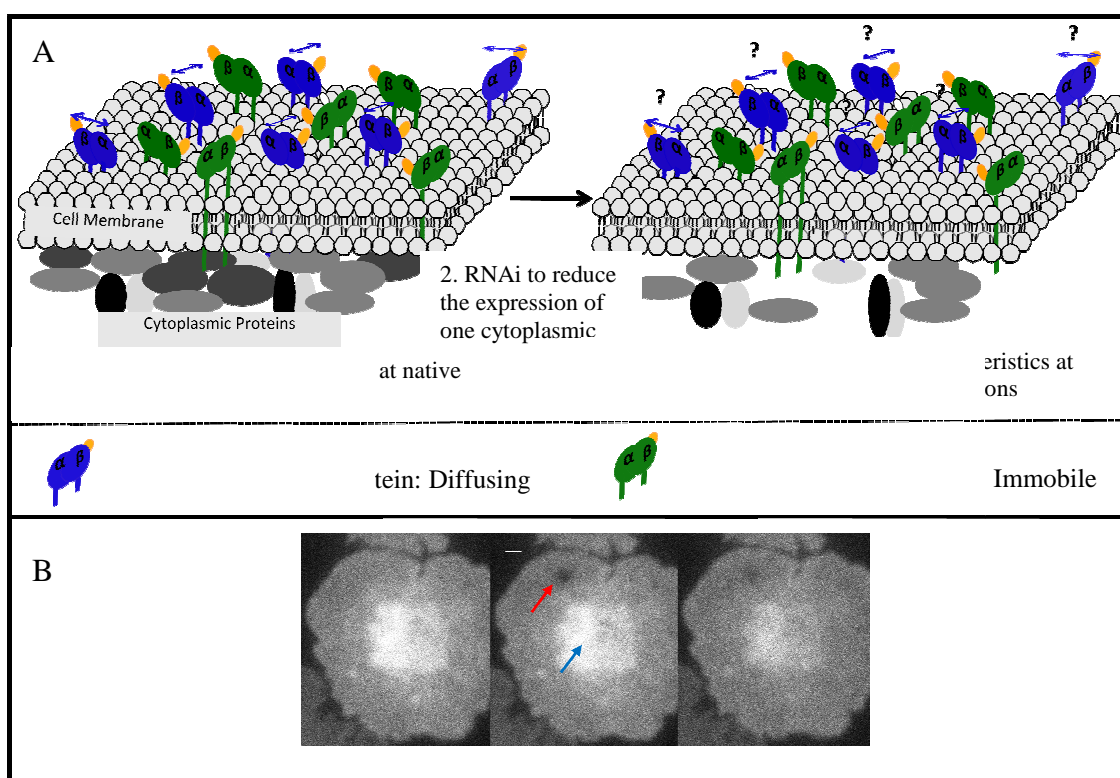 A
β α
α β
β
α β
β α
α
β
β α
α
β
α β
α β
β α
α β
β α
?
?
?
?
?
?
β α
α β
β
α β
β α
α
β
β α
α
β
α β
α β
β α
α β
β α
Cell Membrane
Cytoplasmic Proteins
2. RNAi to reduce
the expression of
one cytoplasmic
at native
eristics at
ons
α β
tein: Diffusing
α β
Immobile
B